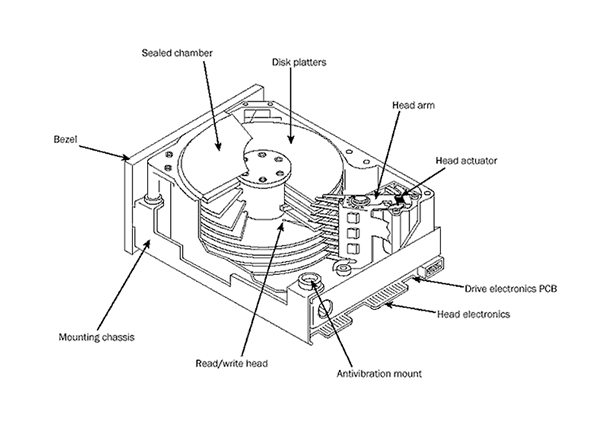 Sealed chamber
Disk platters
Head arm
Bezel
Head actuator
Drive electronics PCB
Head electronics
Mounting chassis
Read/write head
Antivibration mount